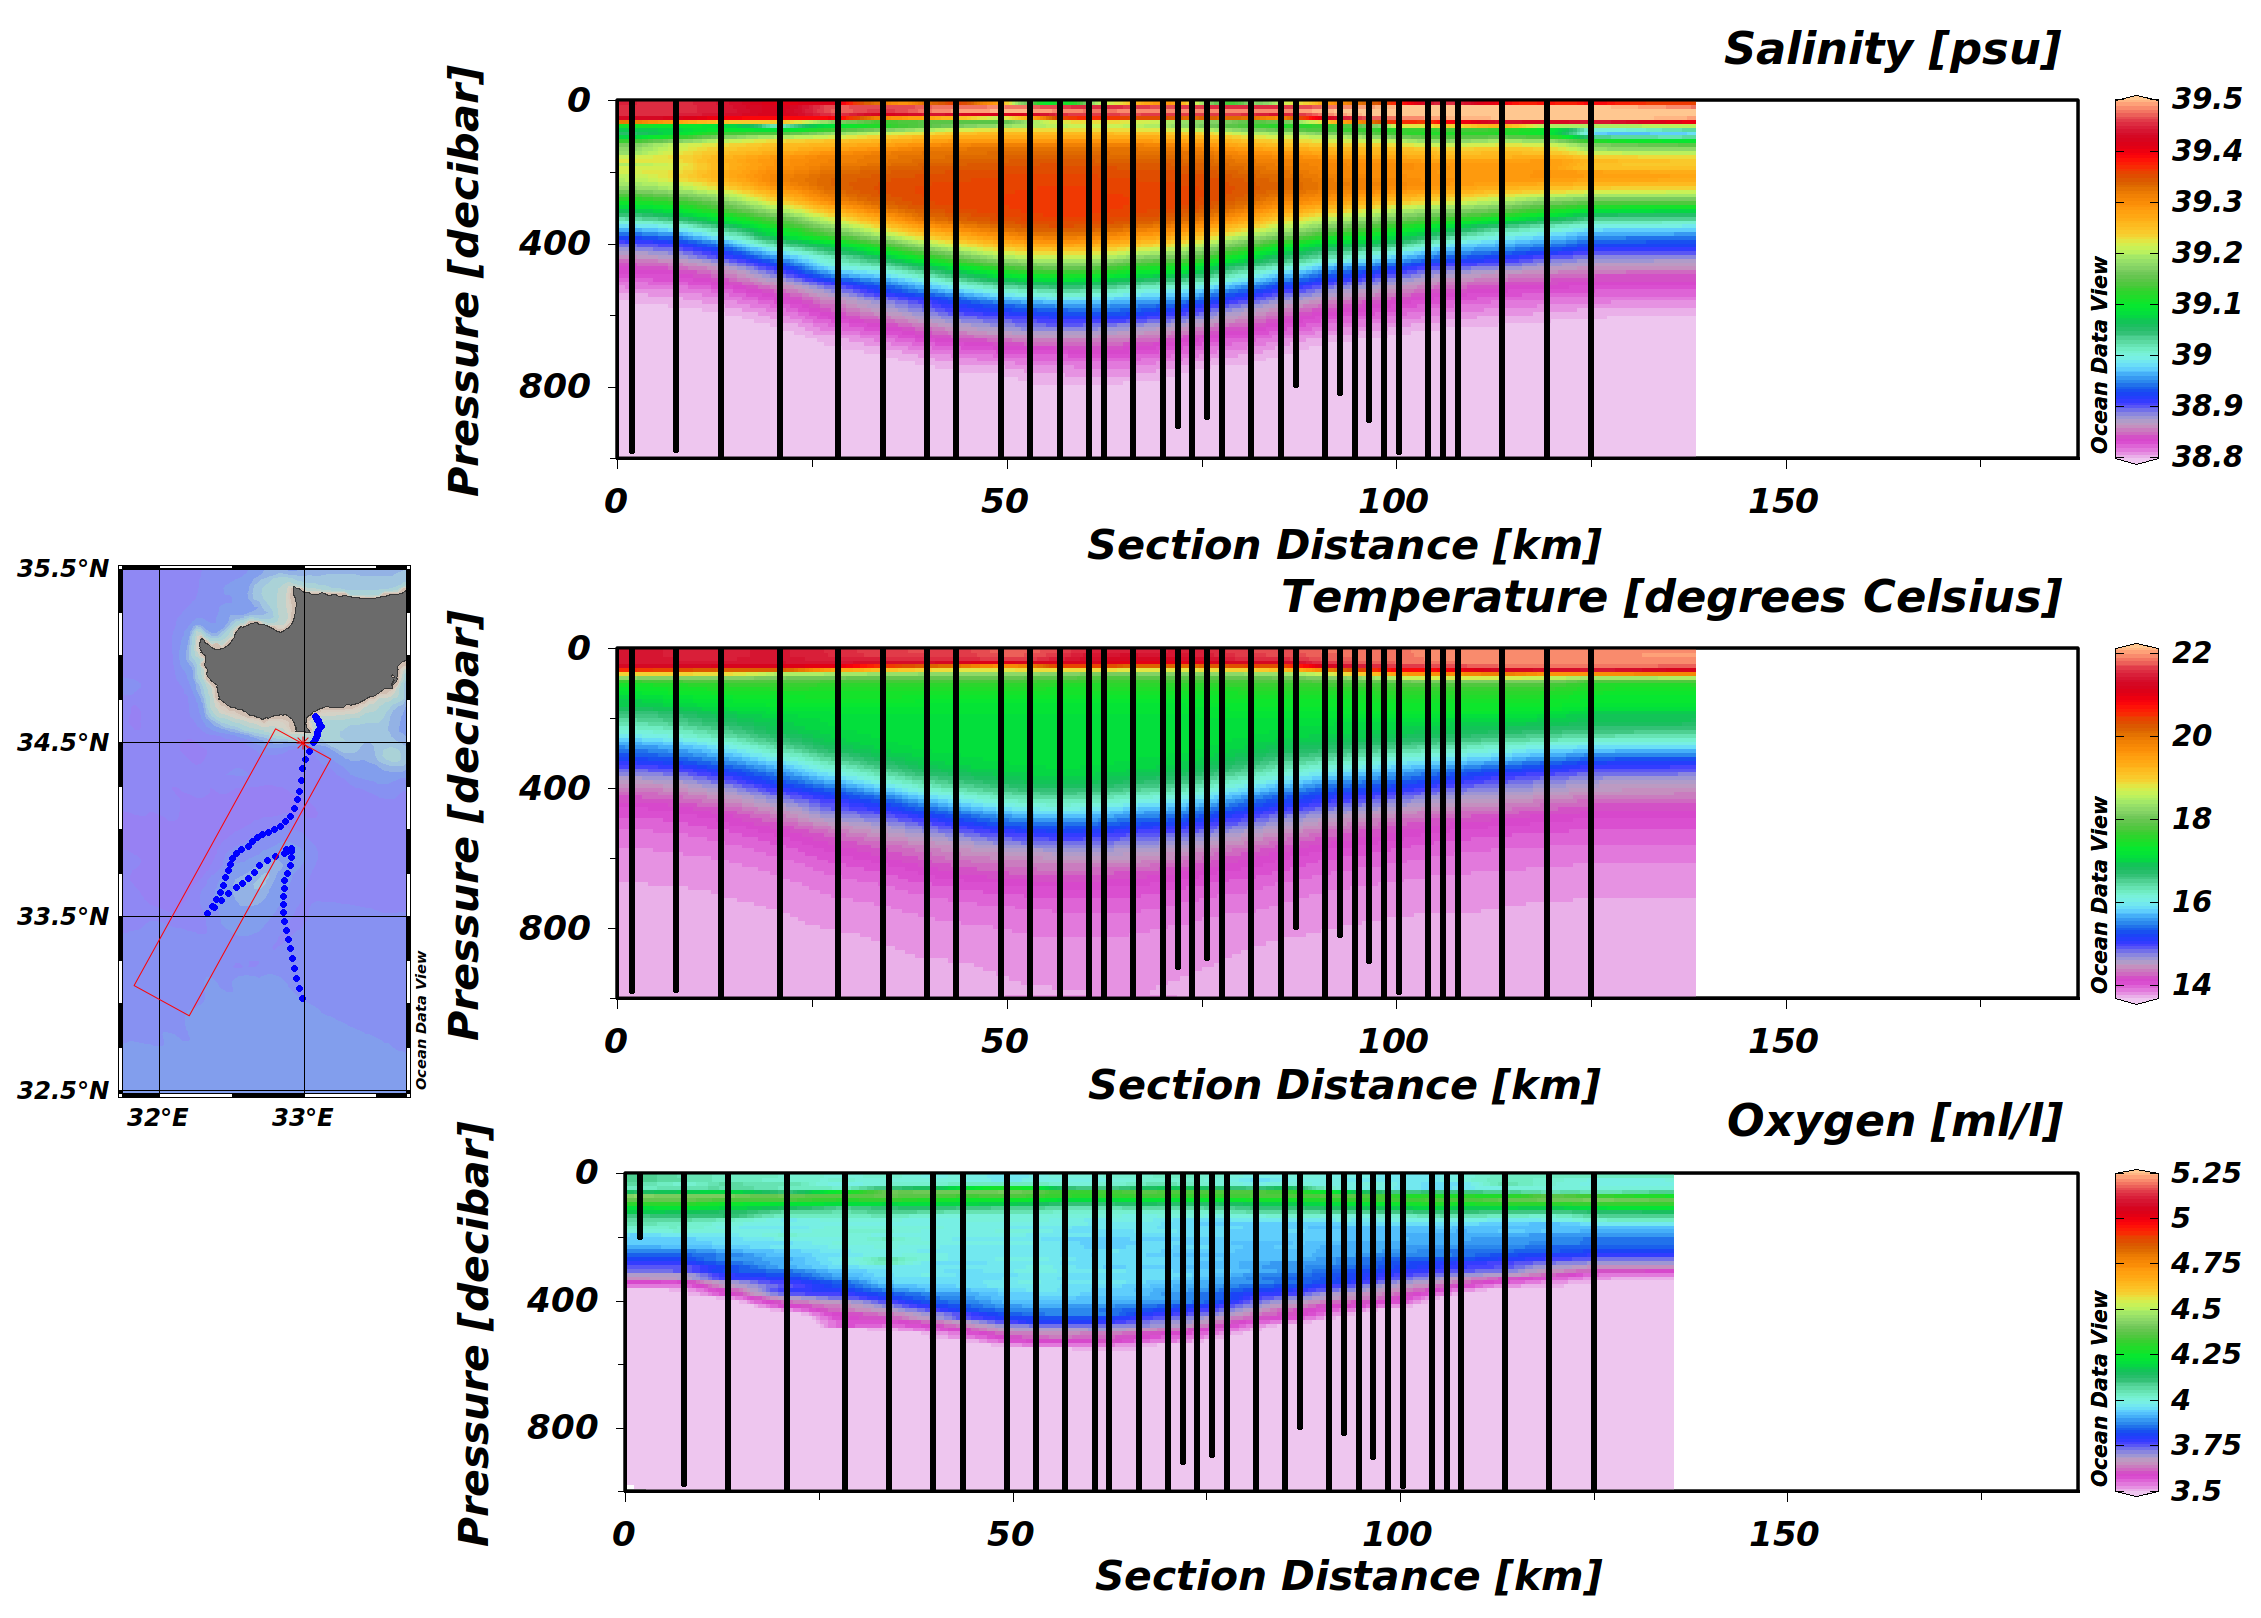 Salinity [psu]
Pressure [decibar]
0
400
800
0
50
100
150
Section Distance [km]
Ocean Data View
39.5
39.4
39.3
39.2
39.1
39
38.9
38.8
35.5°N
34.5°N
33.5°N
32.5°N
32°E
33°E
Ocean Data View
Temperature [degrees Celsius]
Pressure [decibar]
0
400
800
0
50
100
150
Section Distance [km]
Ocean Data View
22
20
18
16
14
Oxygen [ml/l]
Pressure [decibar]
0
400
800
0
50
100
150
Section Distance [km]
Ocean Data View
5.25
5
4.75
4.5
4.25
4
3.75
3.5